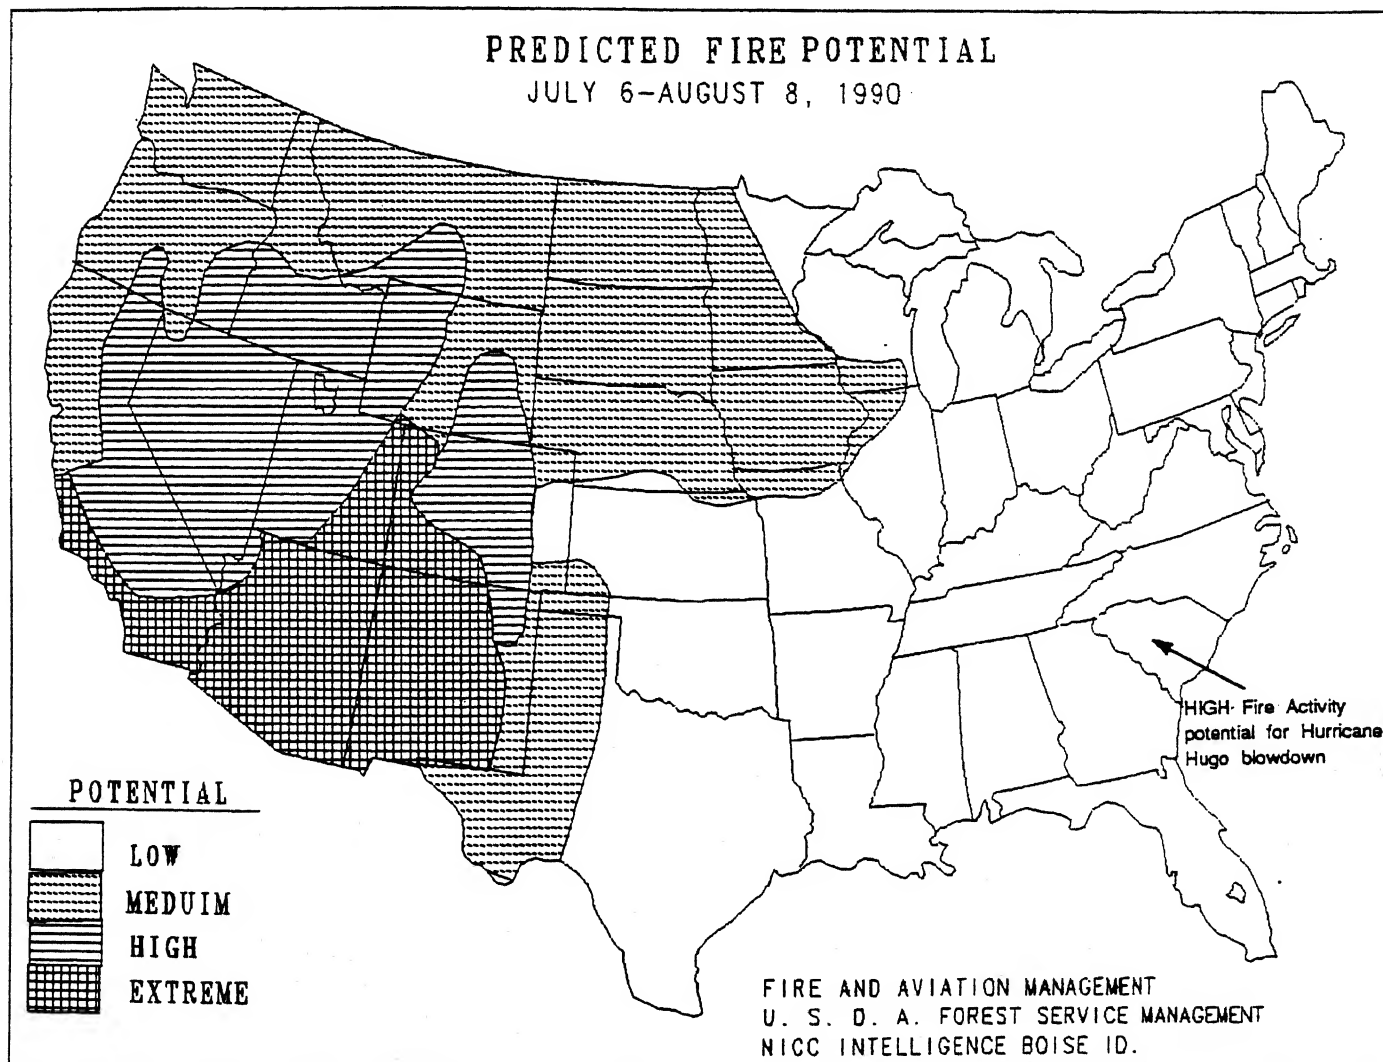 PREDICTED FIRE POTENTIAL
JULY 6-AUGUST 8, 1990
HIGH- Fire Activity
potential for Hurricane
Hugo blowdown
POTENTIAL
LOW
MEDUIM
HIGH
EXTREME
FIRE AND AVIATION MANAGEMENT
U. S. D. A. FOREST SERVICE MANAGEMENT
NICC INTELLIGENCE BOISE ID.